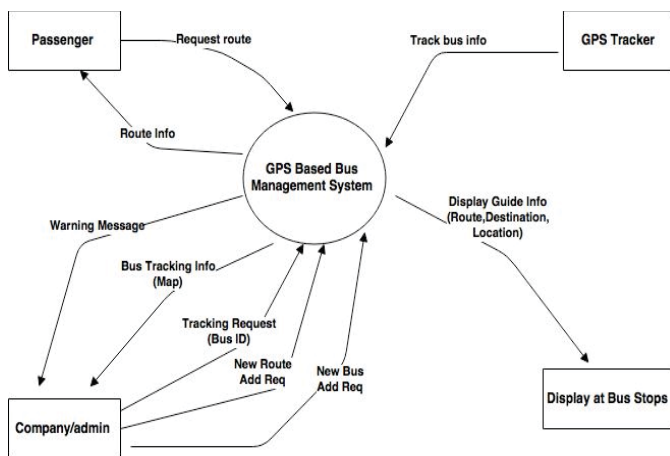 Passenger
Request route
Track bus info
GPS Tracker
Route Info
GPS Based Bus
Management System
Display Guide Info
(Route,Destination,
Location)
Warning Message
Bus Tracking Info
(Map)
Tracking Request
(Bus ID)
New Route
Add Req
New Bus
Add Req
Company/admin
Display at Bus Stops